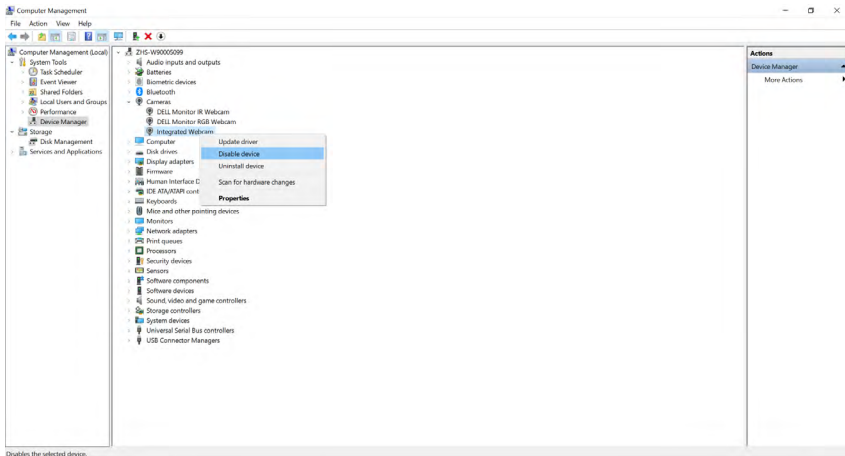 Computer Management
File Action View Help
Computer Management (Local)
System Tools
Task Scheduler
Event Viewer
Shared Folders
Local Users and Groups
Performance
Device Manager
Storage
Disk Management
Services and Applications
ZHS-W90005099
Audio inputs and outputs
Batteries
Biometric devices
Bluetooth
Cameras
DELL Monitor IR Webcam
DELL Monitor RGB Webcam
Integrated Webcam
Computer
Disk drives
Display adapters
Firmware
Human Interface D
IDE ATA/ATAPI cont
Keyboards
Mice and other pointing devices
Monitors
Network adapters
Print queues
Processors
Security devices
Sensors
Software components
Software devices
Sound, video and game controllers
Storage controllers
System devices
Universal Serial Bus controllers
USB Connector Managers
Update driver
Disable device
Uninstall device
Scan for hardware changes
Properties
Actions
Device Manager
More Actions
Disables the selected device.